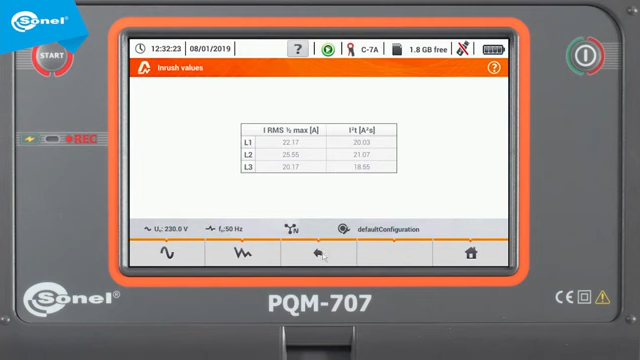 Sonel®
START
12:32:23
08/01/2019
?
C-7A
1.8 GB free
Inrush values
?
I RMS ½ max [A]
I²t [A²s]
L1 22.17 20.03
L2 25.55 21.07
L3 20.17 18.55
REC
Uₙ: 230.0 V
fₙ:50 Hz
N
defaultConfiguration
Sonel®
PQM-707
CE